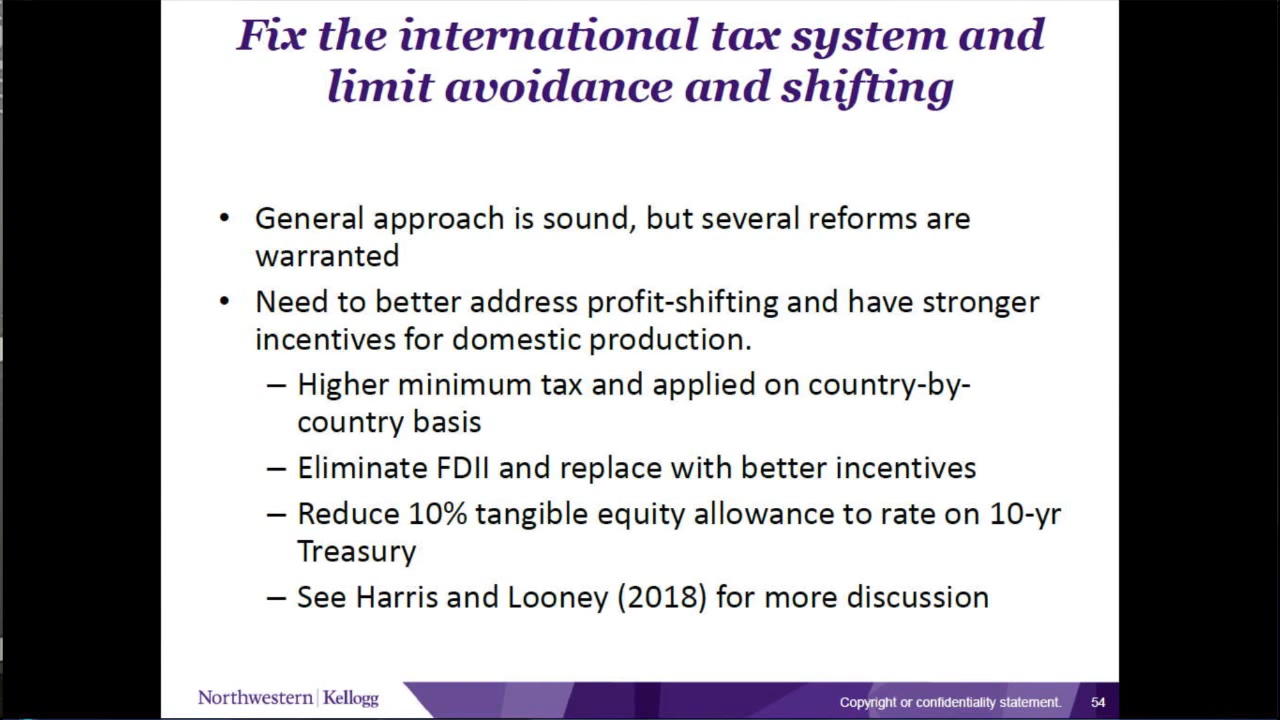 Fix the international tax system and
limit avoidance and shifting
• General approach is sound, but several reforms are
warranted
• Need to better address profit-shifting and have stronger
incentives for domestic production.
– Higher minimum tax and applied on country-by-
country basis
– Eliminate FDII and replace with better incentives
– Reduce 10% tangible equity allowance to rate on 10-yr
Treasury
– See Harris and Looney (2018) for more discussion
Northwestern | Kellogg
Copyright or confidentiality statement. 54